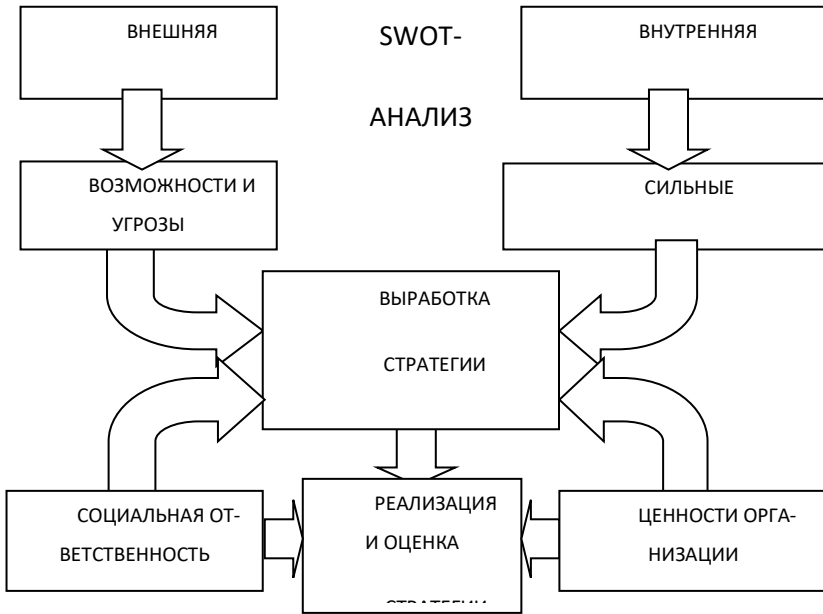 ВНЕШНЯЯ
SWOT-
АНАЛИЗ
ВНУТРЕННЯЯ
ВОЗМОЖНОСТИ И
УГРОЗЫ
СИЛЬНЫЕ
ВЫРАБОТКА
СТРАТЕГИИ
СОЦИАЛЬНАЯ ОТ-
ВЕТСТВЕННОСТЬ
РЕАЛИЗАЦИЯ
И ОЦЕНКА
ЦЕННОСТИ ОРГА-
НИЗАЦИИ